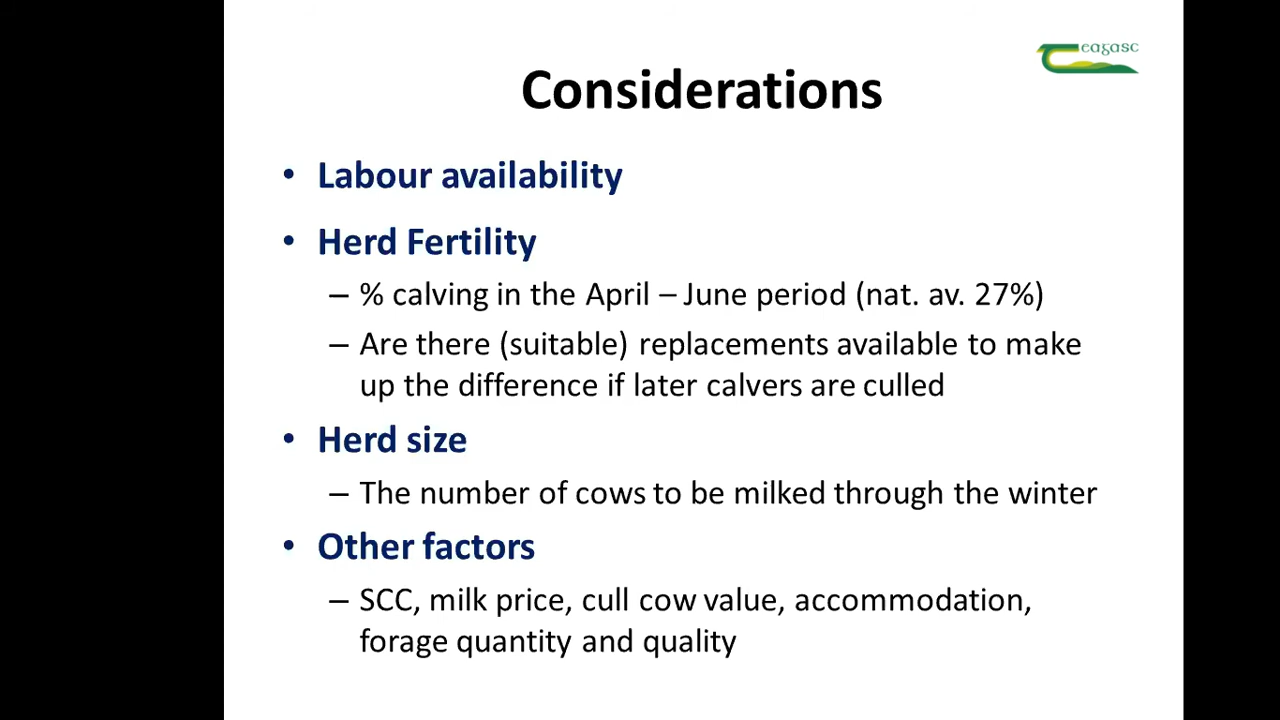 eagasc
Considerations
• Labour availability
• Herd Fertility
– % calving in the April – June period (nat. av. 27%)
– Are there (suitable) replacements available to make
up the difference if later calvers are culled
• Herd size
– The number of cows to be milked through the winter
• Other factors
– SCC, milk price, cull cow value, accommodation,
forage quantity and quality